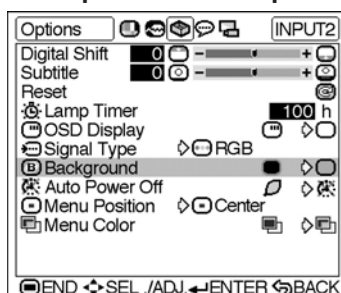 Options INPUT2
Digital Shift 0 - +
Subtitle 0 - +
Reset
Lamp Timer 100 h
OSD Display
Signal Type RGB
B Background
Auto Power Off
Menu Position Center
Menu Color
END SEL./ADJ. ENTER BACK